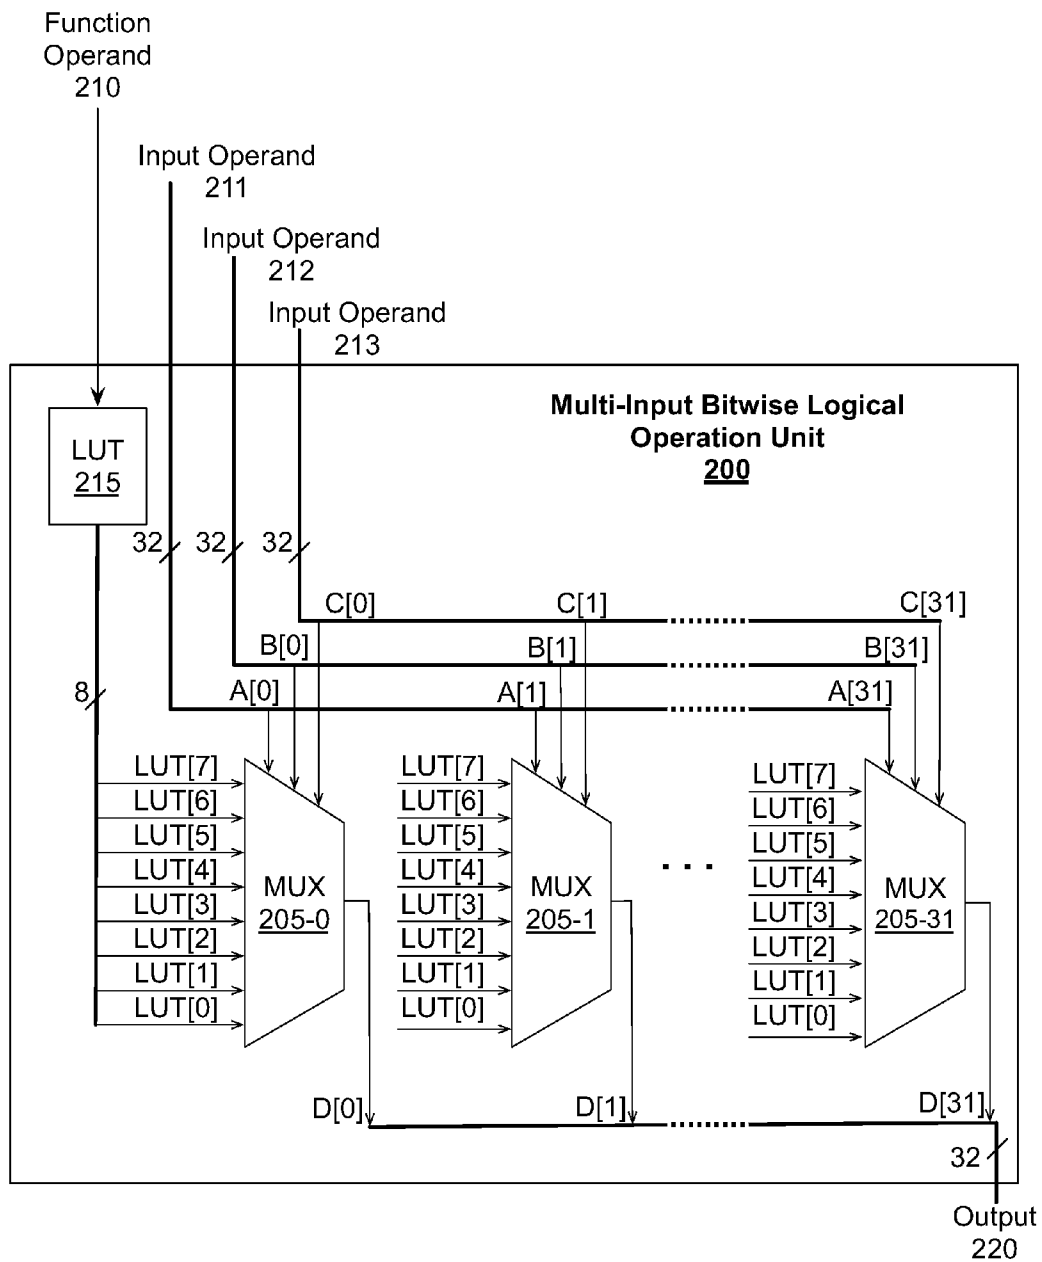 Function
Operand
210
Input Operand
211
Input Operand
212
Input Operand
213
Multi-Input Bitwise Logical
Operation Unit
200
LUT
215
32
32
32
C[0]
C[1]
C[31]
B[0]
B[1]
B[31]
8
A[0]
A[1]
A[31]
LUT[7]
LUT[6]
LUT[5]
LUT[4]
LUT[3]
LUT[2]
LUT[1]
LUT[0]
MUX
205-0
LUT[7]
LUT[6]
LUT[5]
LUT[4]
LUT[3]
LUT[2]
LUT[1]
LUT[0]
MUX
205-1
. . .
LUT[7]
LUT[6]
LUT[5]
LUT[4]
LUT[3]
LUT[2]
LUT[1]
LUT[0]
MUX
205-31
D[0]
D[1]
D[31]
32
Output
220